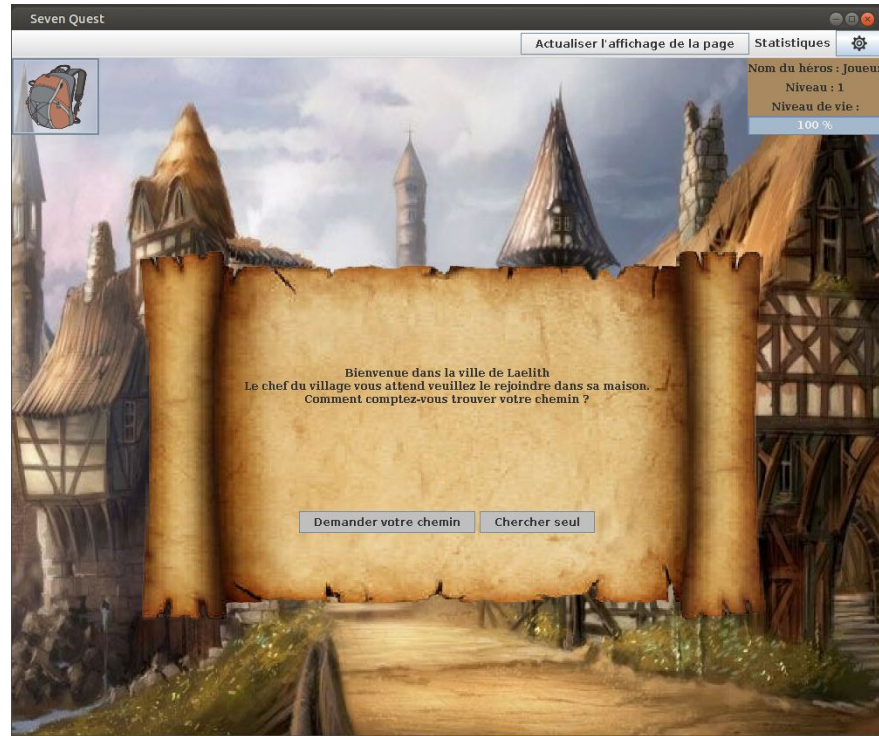 Seven Quest
Actualiser l'affichage de la page
Statistiques
Nom du héros : Joueur
Niveau : 1
Niveau de vie :
100 %
Bienvenue dans la ville de Laelith
Le chef du village vous attend veuillez le rejoindre dans sa maison.
Comment comptez-vous trouver votre chemin ?
Demander votre chemin
Chercher seul